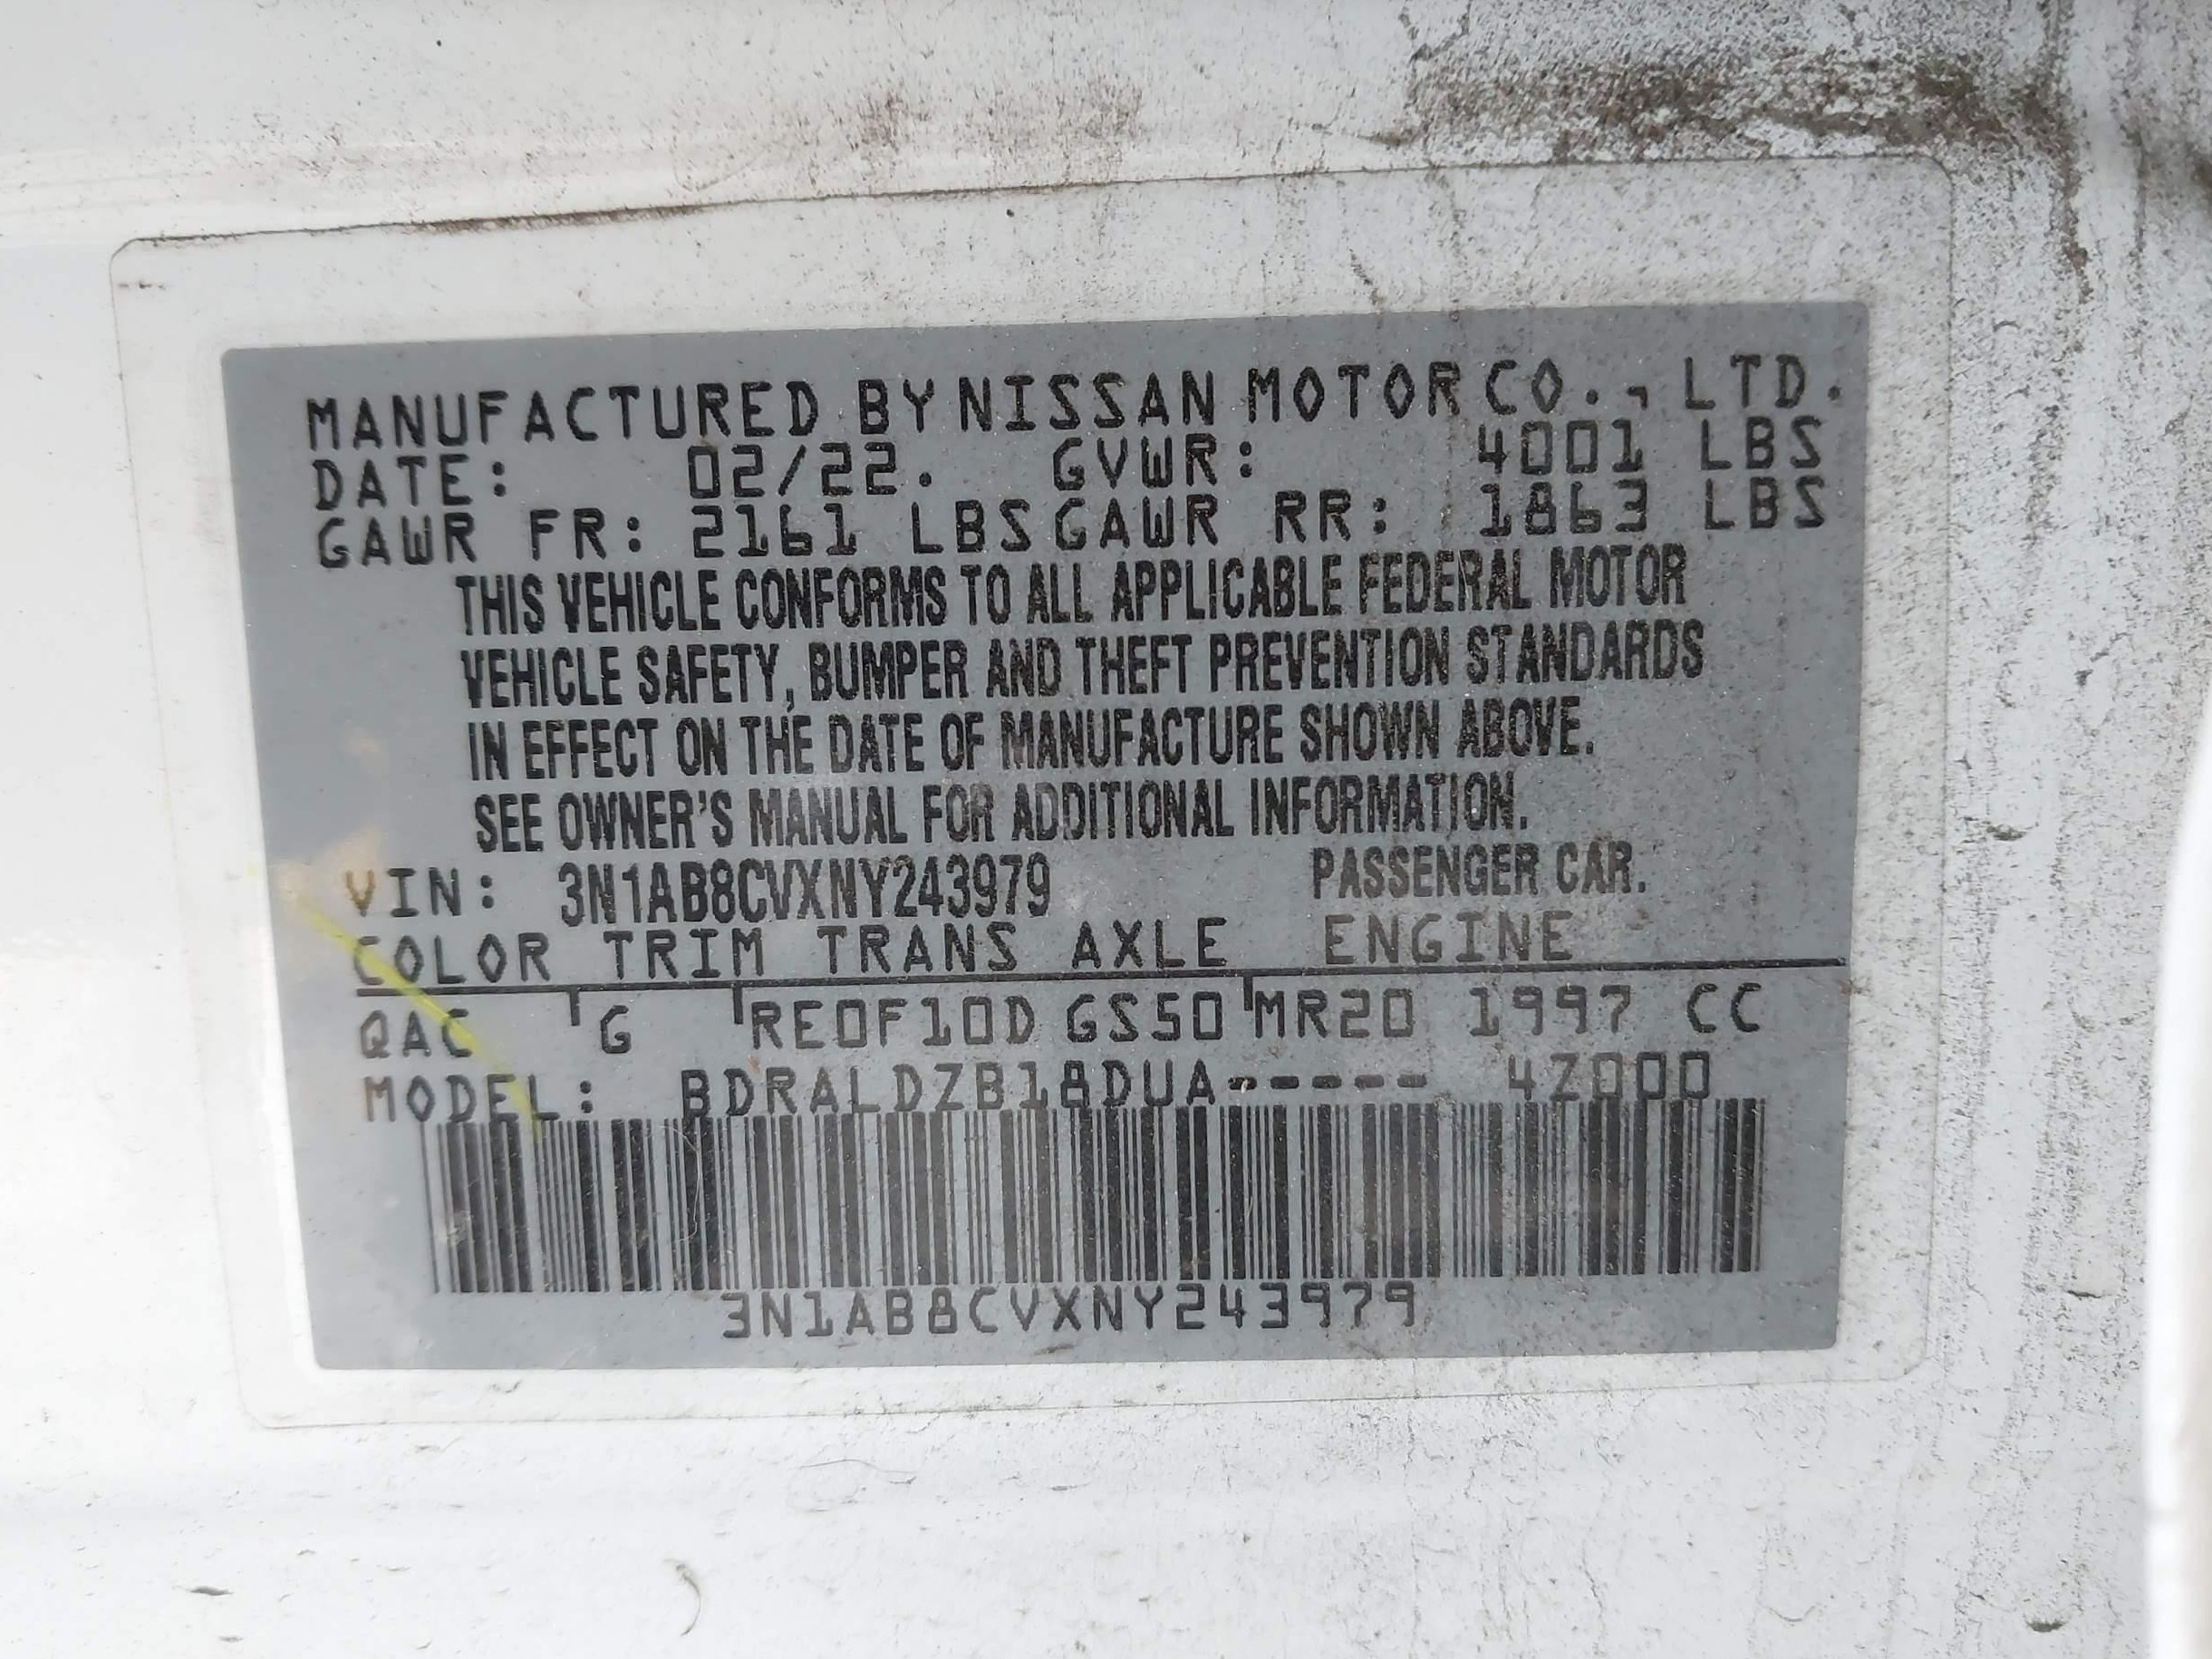 MANUFACTURED BY NISSAN MOTOR CO., LTD.
DATE: 02/22. GVWR: 4001 LBS
GAWR FR: 2161 LBS GAWR RR: 1863 LBS
THIS VEHICLE CONFORMS TO ALL APPLICABLE FEDERAL MOTOR
VEHICLE SAFETY, BUMPER AND THEFT PREVENTION STANDARDS
IN EFFECT ON THE DATE OF MANUFACTURE SHOWN ABOVE.
SEE OWNER'S MANUAL FOR ADDITIONAL INFORMATION.
VIN: 3N1AB8CVXNY243979 PASSENGER CAR.
COLOR TRIM TRANS AXLE ENGINE
QAC G RE0F10D GS50 MR20 1997 CC
MODEL: BDRALDZB18DUA----- 4Z000
3N1AB8CVXNY243979